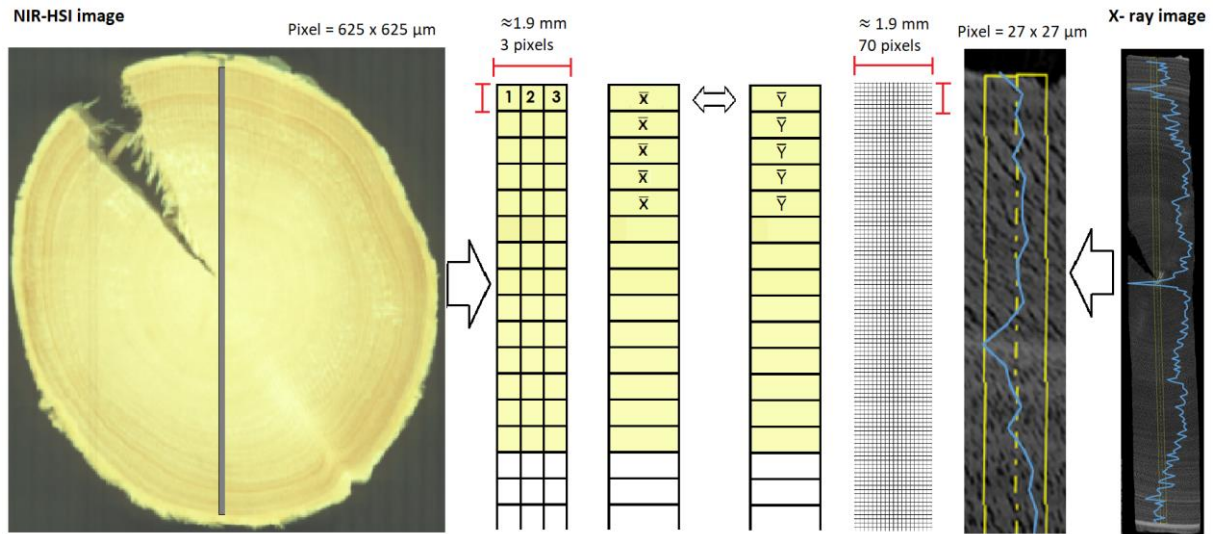 NIR-HSI image
Pixel = 625 x 625 µm
≈1.9 mm
3 pixels
≈ 1.9 mm
70 pixels
Pixel = 27 x 27 µm
X- ray image
1 2 3
X̄
Ȳ
X̄
Ȳ
X̄
Ȳ
X̄
Ȳ
X̄
Ȳ